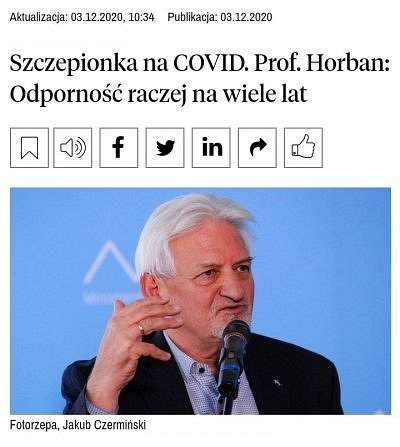 Aktualizacja: 03.12.2020, 10:34 Publikacja: 03.12.2020
Szczepionka na COVID. Prof. Horban:
Odporność raczej na wiele lat
Fotorzepa, Jakub Czermiński